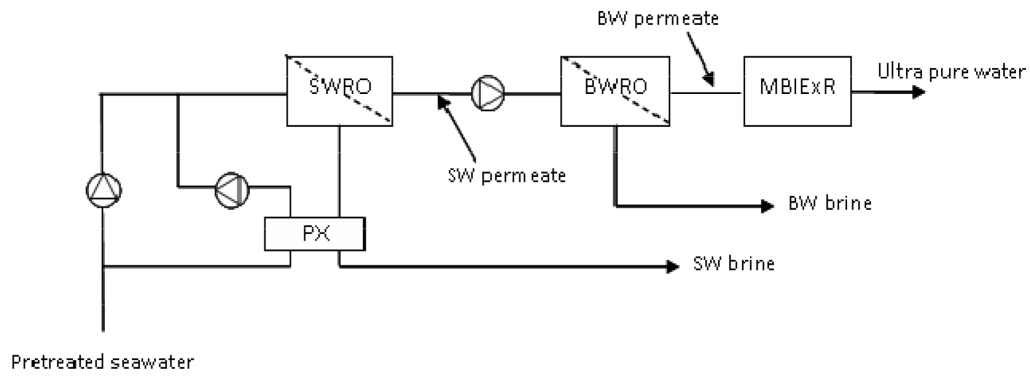 BW permeate
SWRO
BWRO
MBIExR
Ultra pure water
SW permeate
BW brine
PX
SW brine
Pretreated seawater